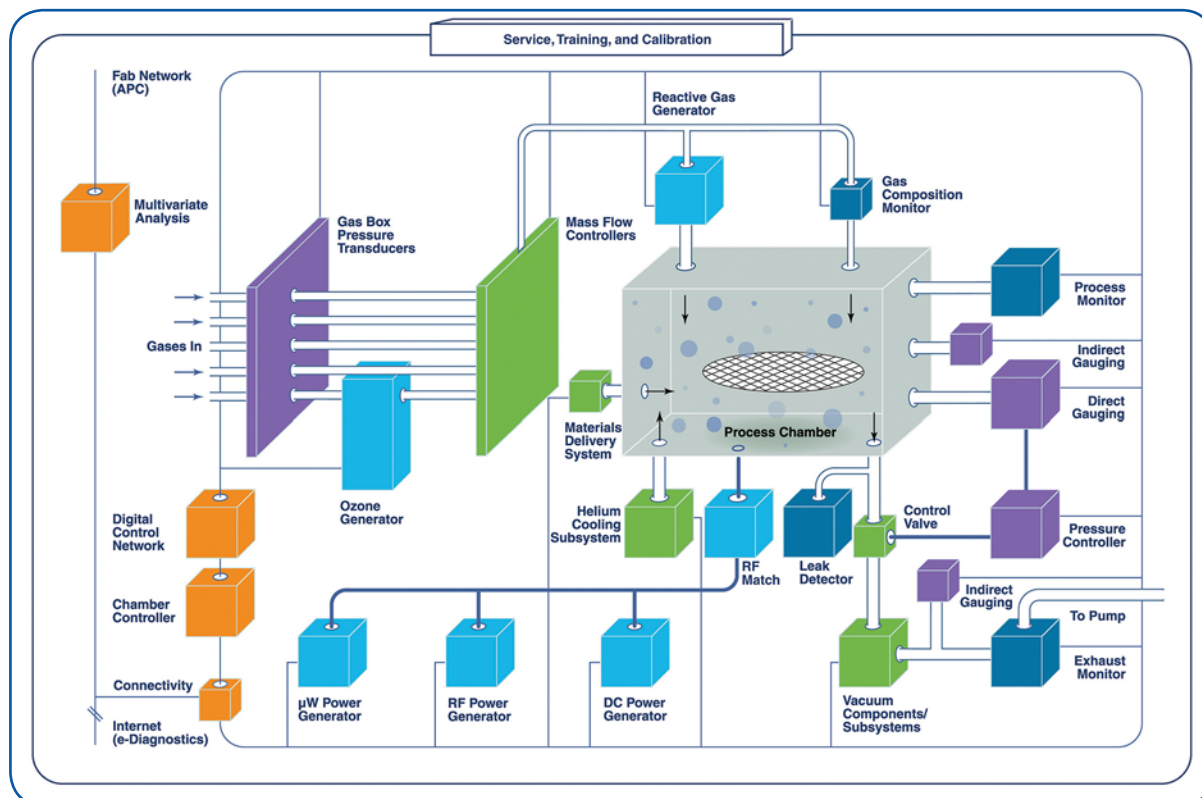 Service, Training, and Calibration
Fab Network
(APC)
Reactive Gas
Generator
Multivariate
Analysis
Gas Box
Pressure
Transducers
Mass Flow
Controllers
Gas
Composition
Monitor
Process
Monitor
Gases In
Indirect
Gauging
Direct
Gauging
Materials
Delivery
System
Process Chamber
Ozone
Generator
Digital
Control
Network
Helium
Cooling
Subsystem
RF
Match
Leak
Detector
Control
Valve
Pressure
Controller
Chamber
Controller
Indirect
Gauging
To Pump
Connectivity
µW Power
Generator
RF Power
Generator
DC Power
Generator
Vacuum
Components/
Subsystems
Exhaust
Monitor
Internet
(e-Diagnostics)